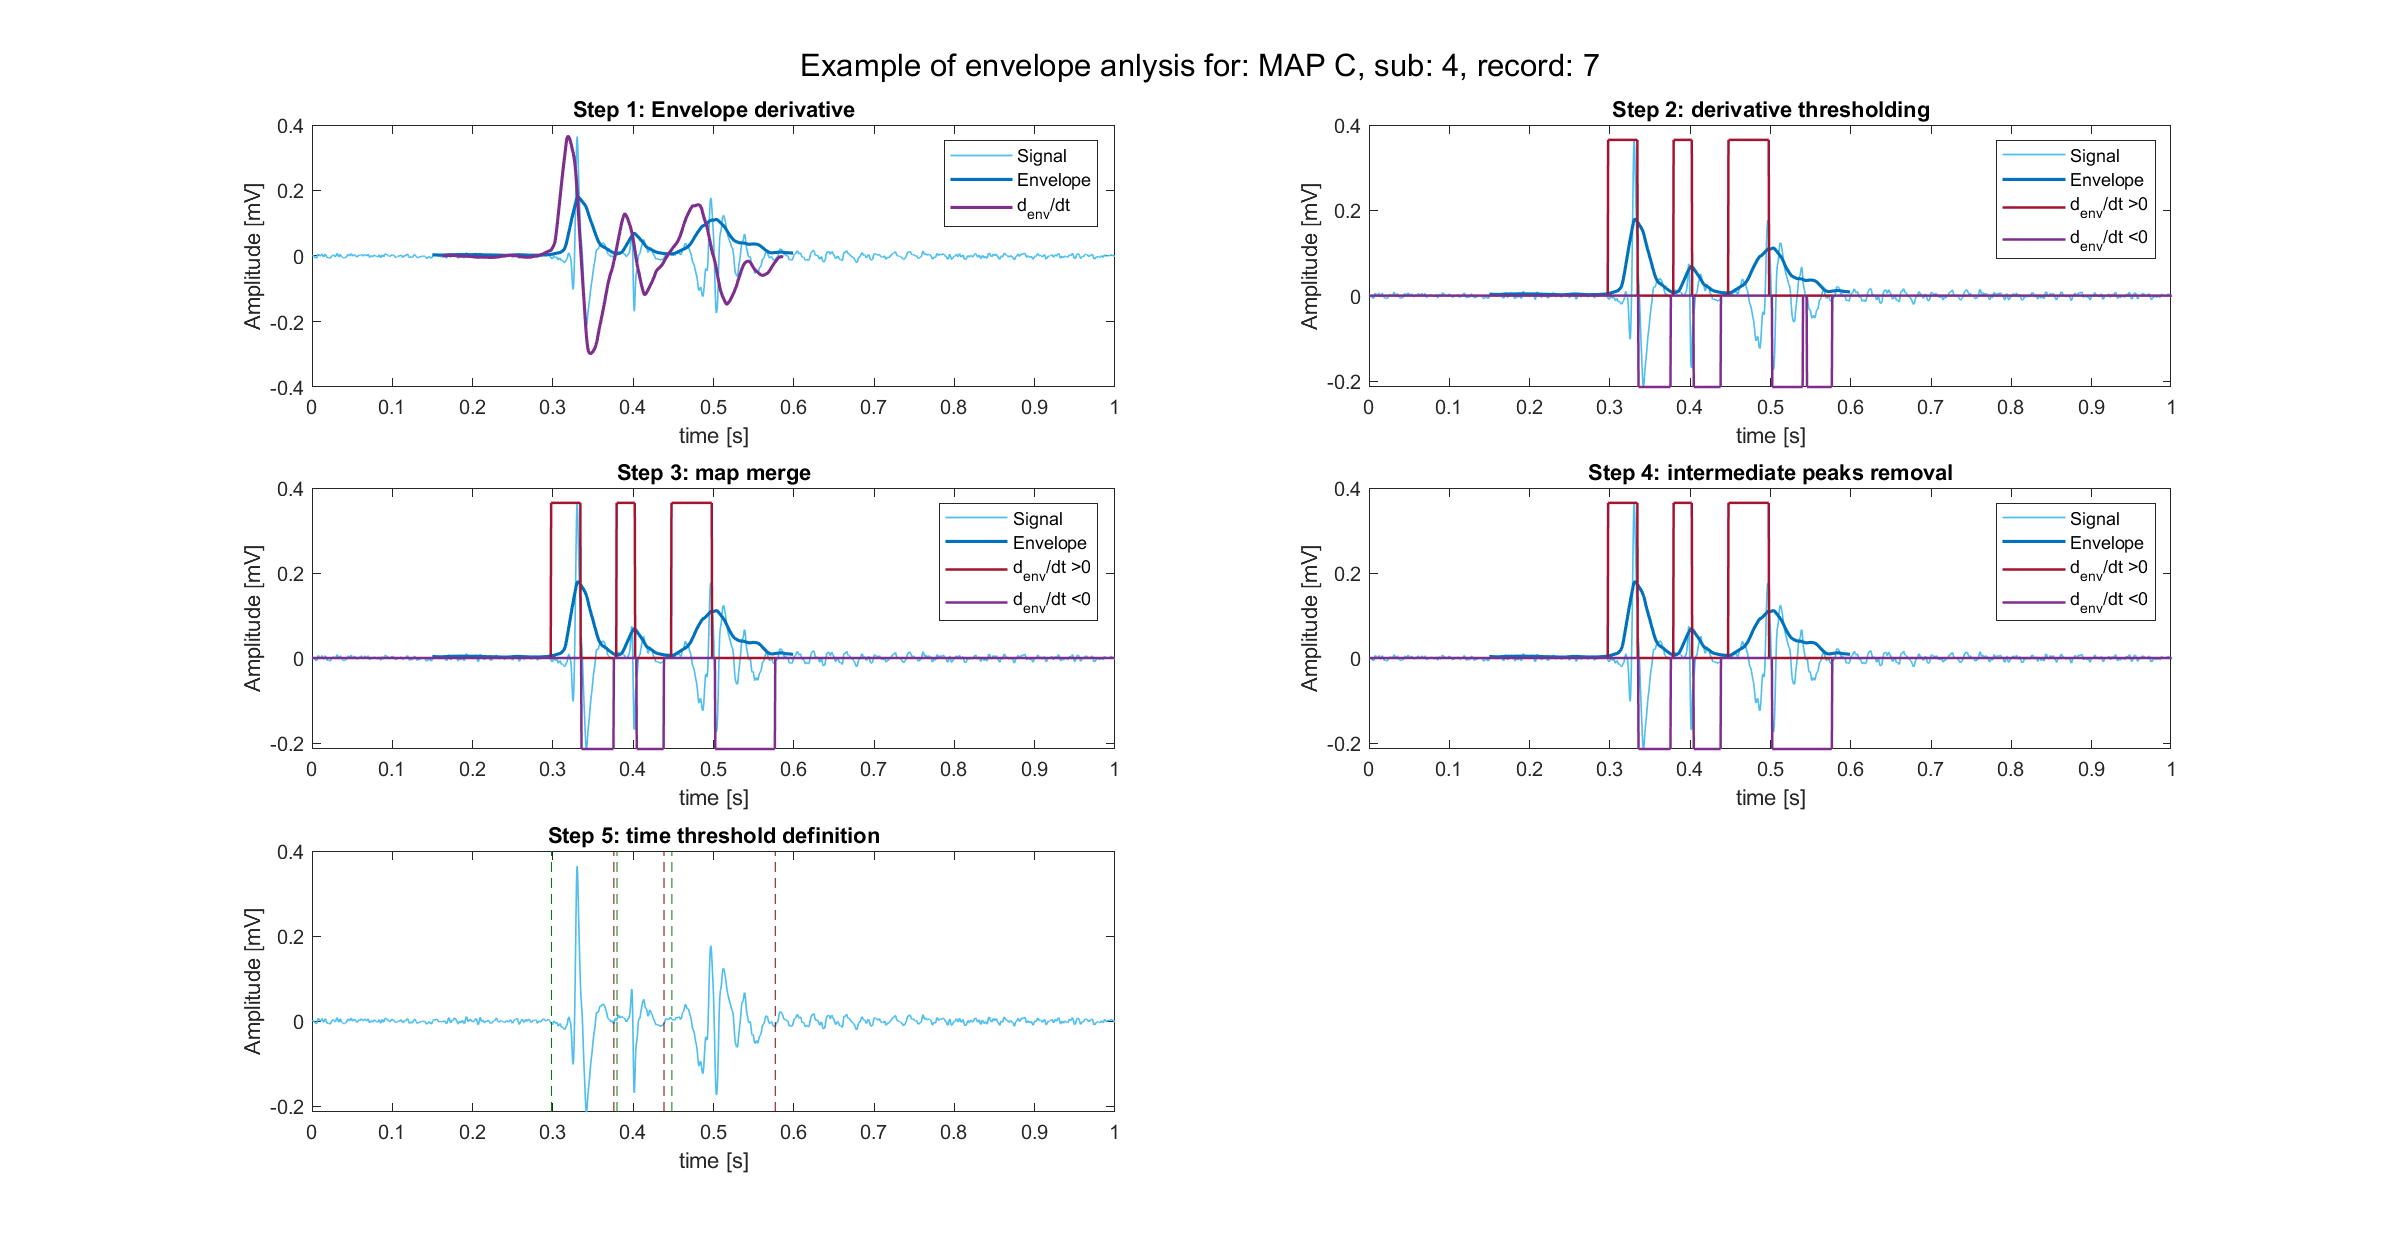 Example of envelope anlysis for: MAP C, sub: 4, record: 7
Step 1: Envelope derivative
0.4
0.2
0
-0.2
-0.4
Amplitude [mV]
Signal
Envelope
d_env/dt
0 0.1 0.2 0.3 0.4 0.5 0.6 0.7 0.8 0.9 1
time [s]
Step 2: derivative thresholding
0.4
0.2
0
-0.2
Amplitude [mV]
Signal
Envelope
d_env/dt >0
d_env/dt <0
0 0.1 0.2 0.3 0.4 0.5 0.6 0.7 0.8 0.9 1
time [s]
Step 3: map merge
0.4
0.2
0
-0.2
Amplitude [mV]
Signal
Envelope
d_env/dt >0
d_env/dt <0
0 0.1 0.2 0.3 0.4 0.5 0.6 0.7 0.8 0.9 1
time [s]
Step 4: intermediate peaks removal
0.4
0.2
0
-0.2
Amplitude [mV]
Signal
Envelope
d_env/dt >0
d_env/dt <0
0 0.1 0.2 0.3 0.4 0.5 0.6 0.7 0.8 0.9 1
time [s]
Step 5: time threshold definition
0.4
0.2
0
-0.2
Amplitude [mV]
0 0.1 0.2 0.3 0.4 0.5 0.6 0.7 0.8 0.9 1
time [s]